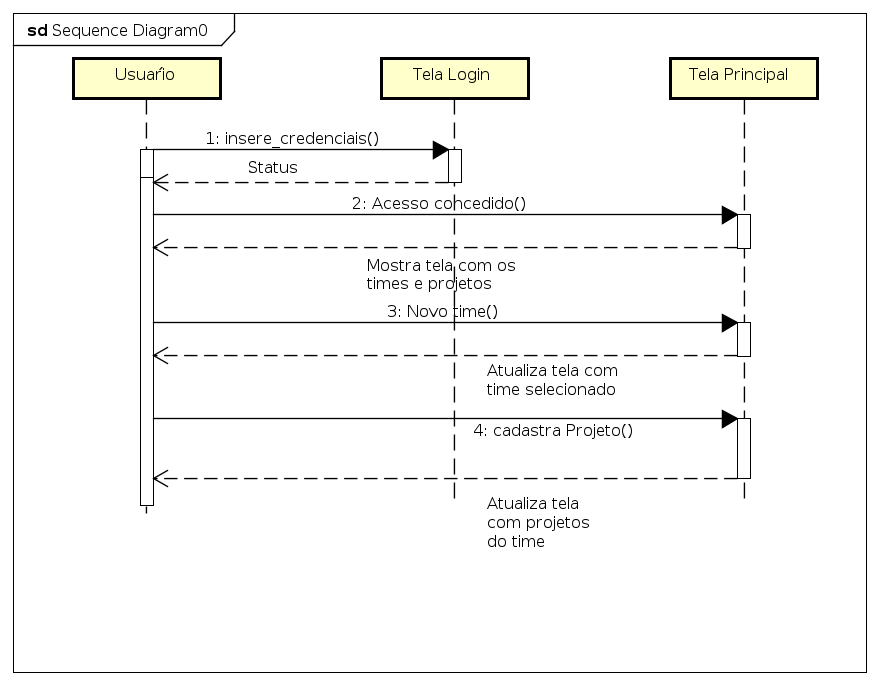 sd Sequence Diagram0
Usuário
Tela Login
Tela Principal
1: insere_credenciais()
Status
2: Acesso concedido()
Mostra tela com os
times e projetos
3: Novo time()
Atualiza tela com
time selecionado
4: cadastra Projeto()
Atualiza tela
com projetos
do time